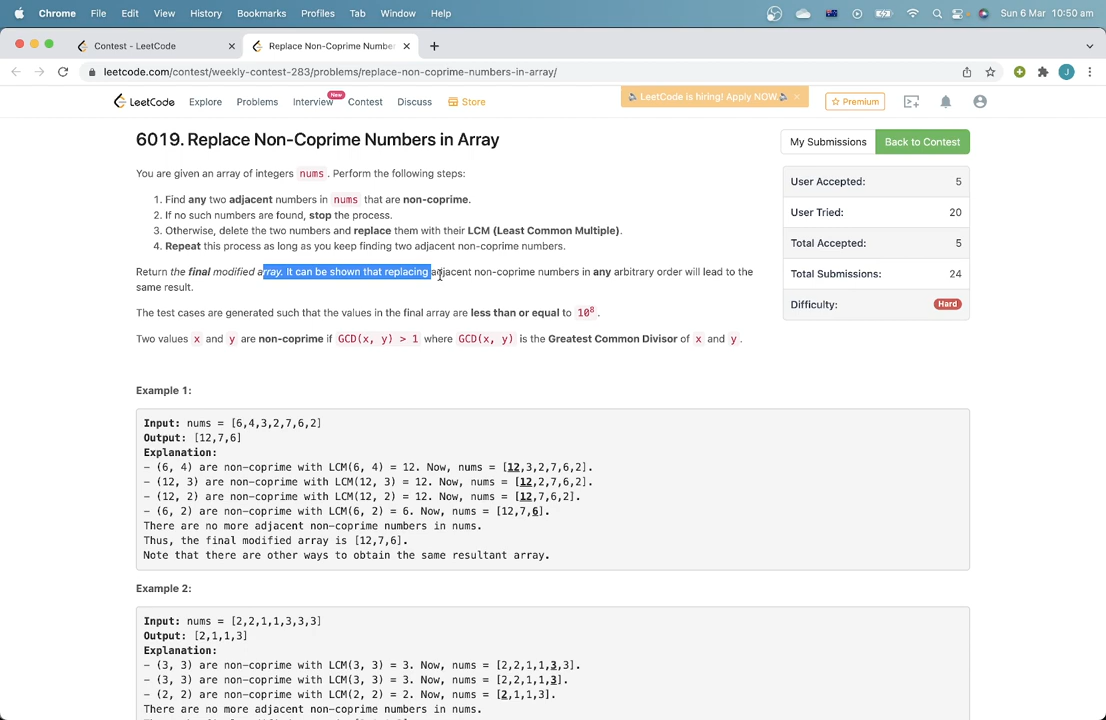 Chrome File Edit View History Bookmarks Profiles Tab Window Help Sun 6 Mar 10:50 am
Contest - LeetCode Replace Non-Coprime Numbe
leetcode.com/contest/weekly-contest-283/problems/replace-non-coprime-numbers-in-array/ J
LeetCode Explore Problems Interview New Contest Discuss Store LeetCode is hiring! Apply NOW Premium
6019. Replace Non-Coprime Numbers in Array
My Submissions Back to Contest
You are given an array of integers nums . Perform the following steps:
1. Find any two adjacent numbers in nums that are non-coprime.
2. If no such numbers are found, stop the process.
3. Otherwise, delete the two numbers and replace them with their LCM (Least Common Multiple).
4. Repeat this process as long as you keep finding two adjacent non-coprime numbers.
Return the final modified array. It can be shown that replacing adjacent non-coprime numbers in any arbitrary order will lead to the
same result.
The test cases are generated such that the values in the final array are less than or equal to 10⁸ .
Two values x and y are non-coprime if GCD(x, y) > 1 where GCD(x, y) is the Greatest Common Divisor of x and y .
User Accepted: 5
User Tried: 20
Total Accepted: 5
Total Submissions: 24
Difficulty: Hard
Example 1:
Input: nums = [6,4,3,2,7,6,2]
Output: [12,7,6]
Explanation:
- (6, 4) are non-coprime with LCM(6, 4) = 12. Now, nums = [12,3,2,7,6,2].
- (12, 3) are non-coprime with LCM(12, 3) = 12. Now, nums = [12,2,7,6,2].
- (12, 2) are non-coprime with LCM(12, 2) = 12. Now, nums = [12,7,6,2].
- (6, 2) are non-coprime with LCM(6, 2) = 6. Now, nums = [12,7,6].
There are no more adjacent non-coprime numbers in nums.
Thus, the final modified array is [12,7,6].
Note that there are other ways to obtain the same resultant array.
Example 2:
Input: nums = [2,2,1,1,3,3,3]
Output: [2,1,1,3]
Explanation:
- (3, 3) are non-coprime with LCM(3, 3) = 3. Now, nums = [2,2,1,1,3,3].
- (3, 3) are non-coprime with LCM(3, 3) = 3. Now, nums = [2,2,1,1,3].
- (2, 2) are non-coprime with LCM(2, 2) = 2. Now, nums = [2,1,1,3].
There are no more adjacent non-coprime numbers in nums.